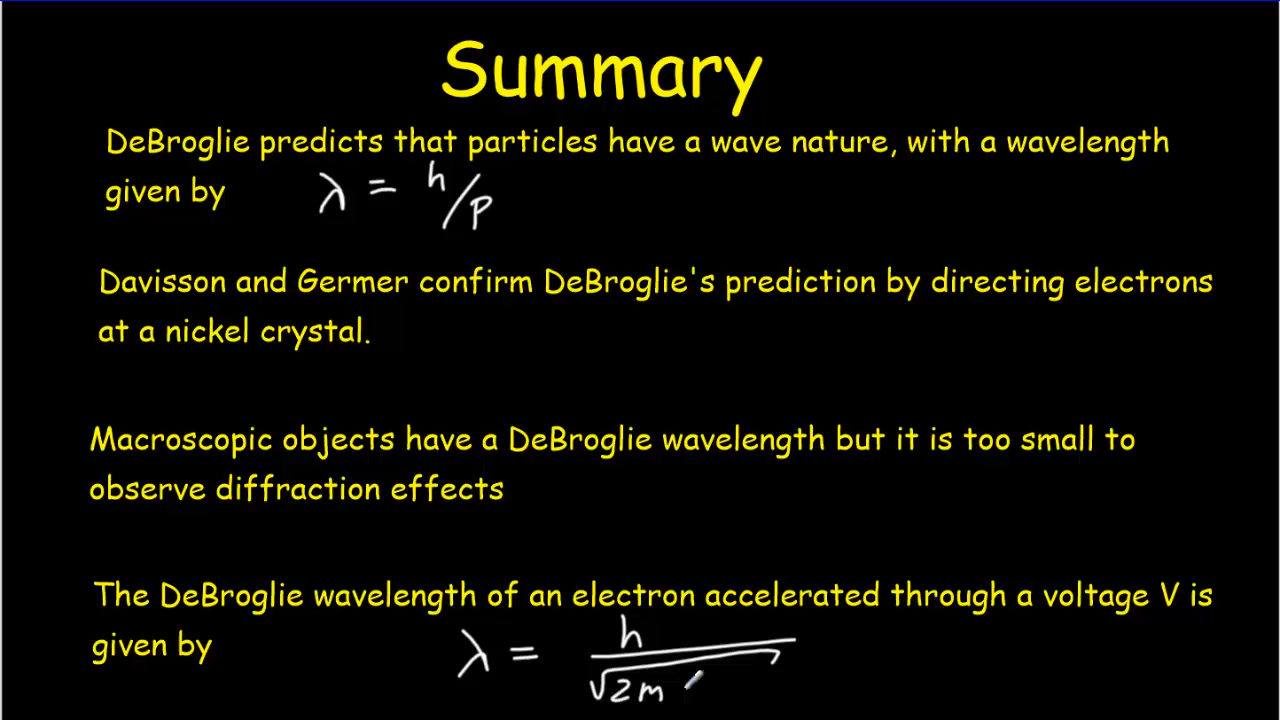 Summary
DeBroglie predicts that particles have a wave nature, with a wavelength
given by λ = h/p
Davisson and Germer confirm DeBroglie's prediction by directing electrons
at a nickel crystal.
Macroscopic objects have a DeBroglie wavelength but it is too small to
observe diffraction effects
The DeBroglie wavelength of an electron accelerated through a voltage V is
given by λ = h/√2m